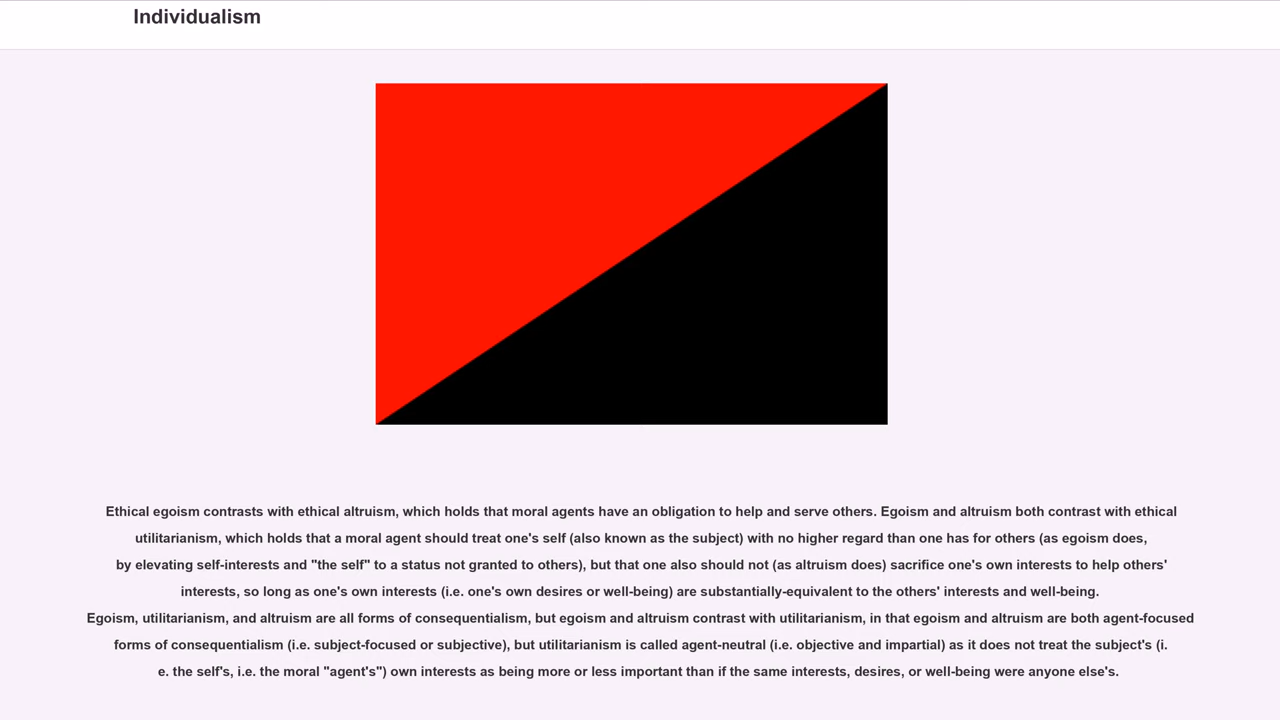 Individualism
Ethical egoism contrasts with ethical altruism, which holds that moral agents have an obligation to help and serve others. Egoism and altruism both contrast with ethical
utilitarianism, which holds that a moral agent should treat one's self (also known as the subject) with no higher regard than one has for others (as egoism does,
by elevating self-interests and "the self" to a status not granted to others), but that one also should not (as altruism does) sacrifice one's own interests to help others'
interests, so long as one's own interests (i.e. one's own desires or well-being) are substantially-equivalent to the others' interests and well-being.
Egoism, utilitarianism, and altruism are all forms of consequentialism, but egoism and altruism contrast with utilitarianism, in that egoism and altruism are both agent-focused
forms of consequentialism (i.e. subject-focused or subjective), but utilitarianism is called agent-neutral (i.e. objective and impartial) as it does not treat the subject's (i.
e. the self's, i.e. the moral "agent's") own interests as being more or less important than if the same interests, desires, or well-being were anyone else's.